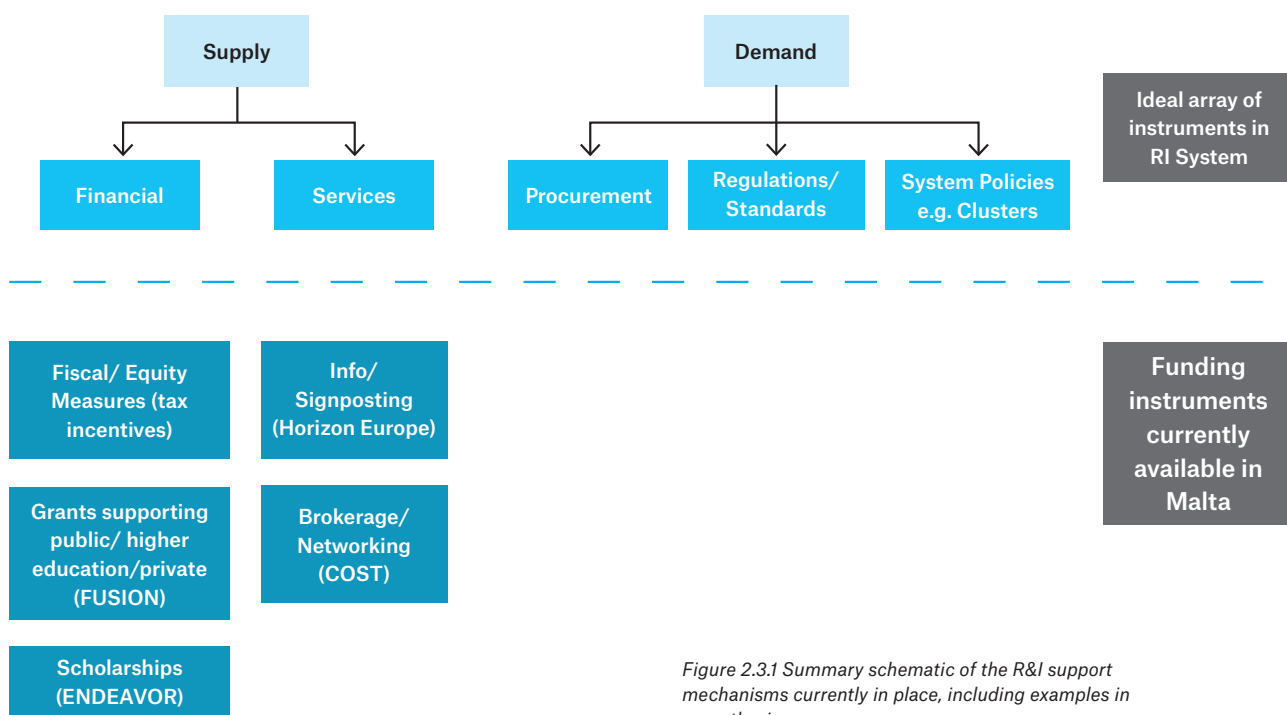 Supply
Demand
Ideal array of
instruments in
RI System
Financial
Services
Procurement
Regulations/
Standards
System Policies
e.g. Clusters
Fiscal/ Equity
Measures (tax
incentives)
Info/
Signposting
(Horizon Europe)
Funding
instruments
currently
available in
Malta
Grants supporting
public/ higher
education/private
(FUSION)
Brokerage/
Networking
(COST)
Scholarships
(ENDEAVOR)
Figure 2.3.1 Summary schematic of the R&I support
mechanisms currently in place, including examples in